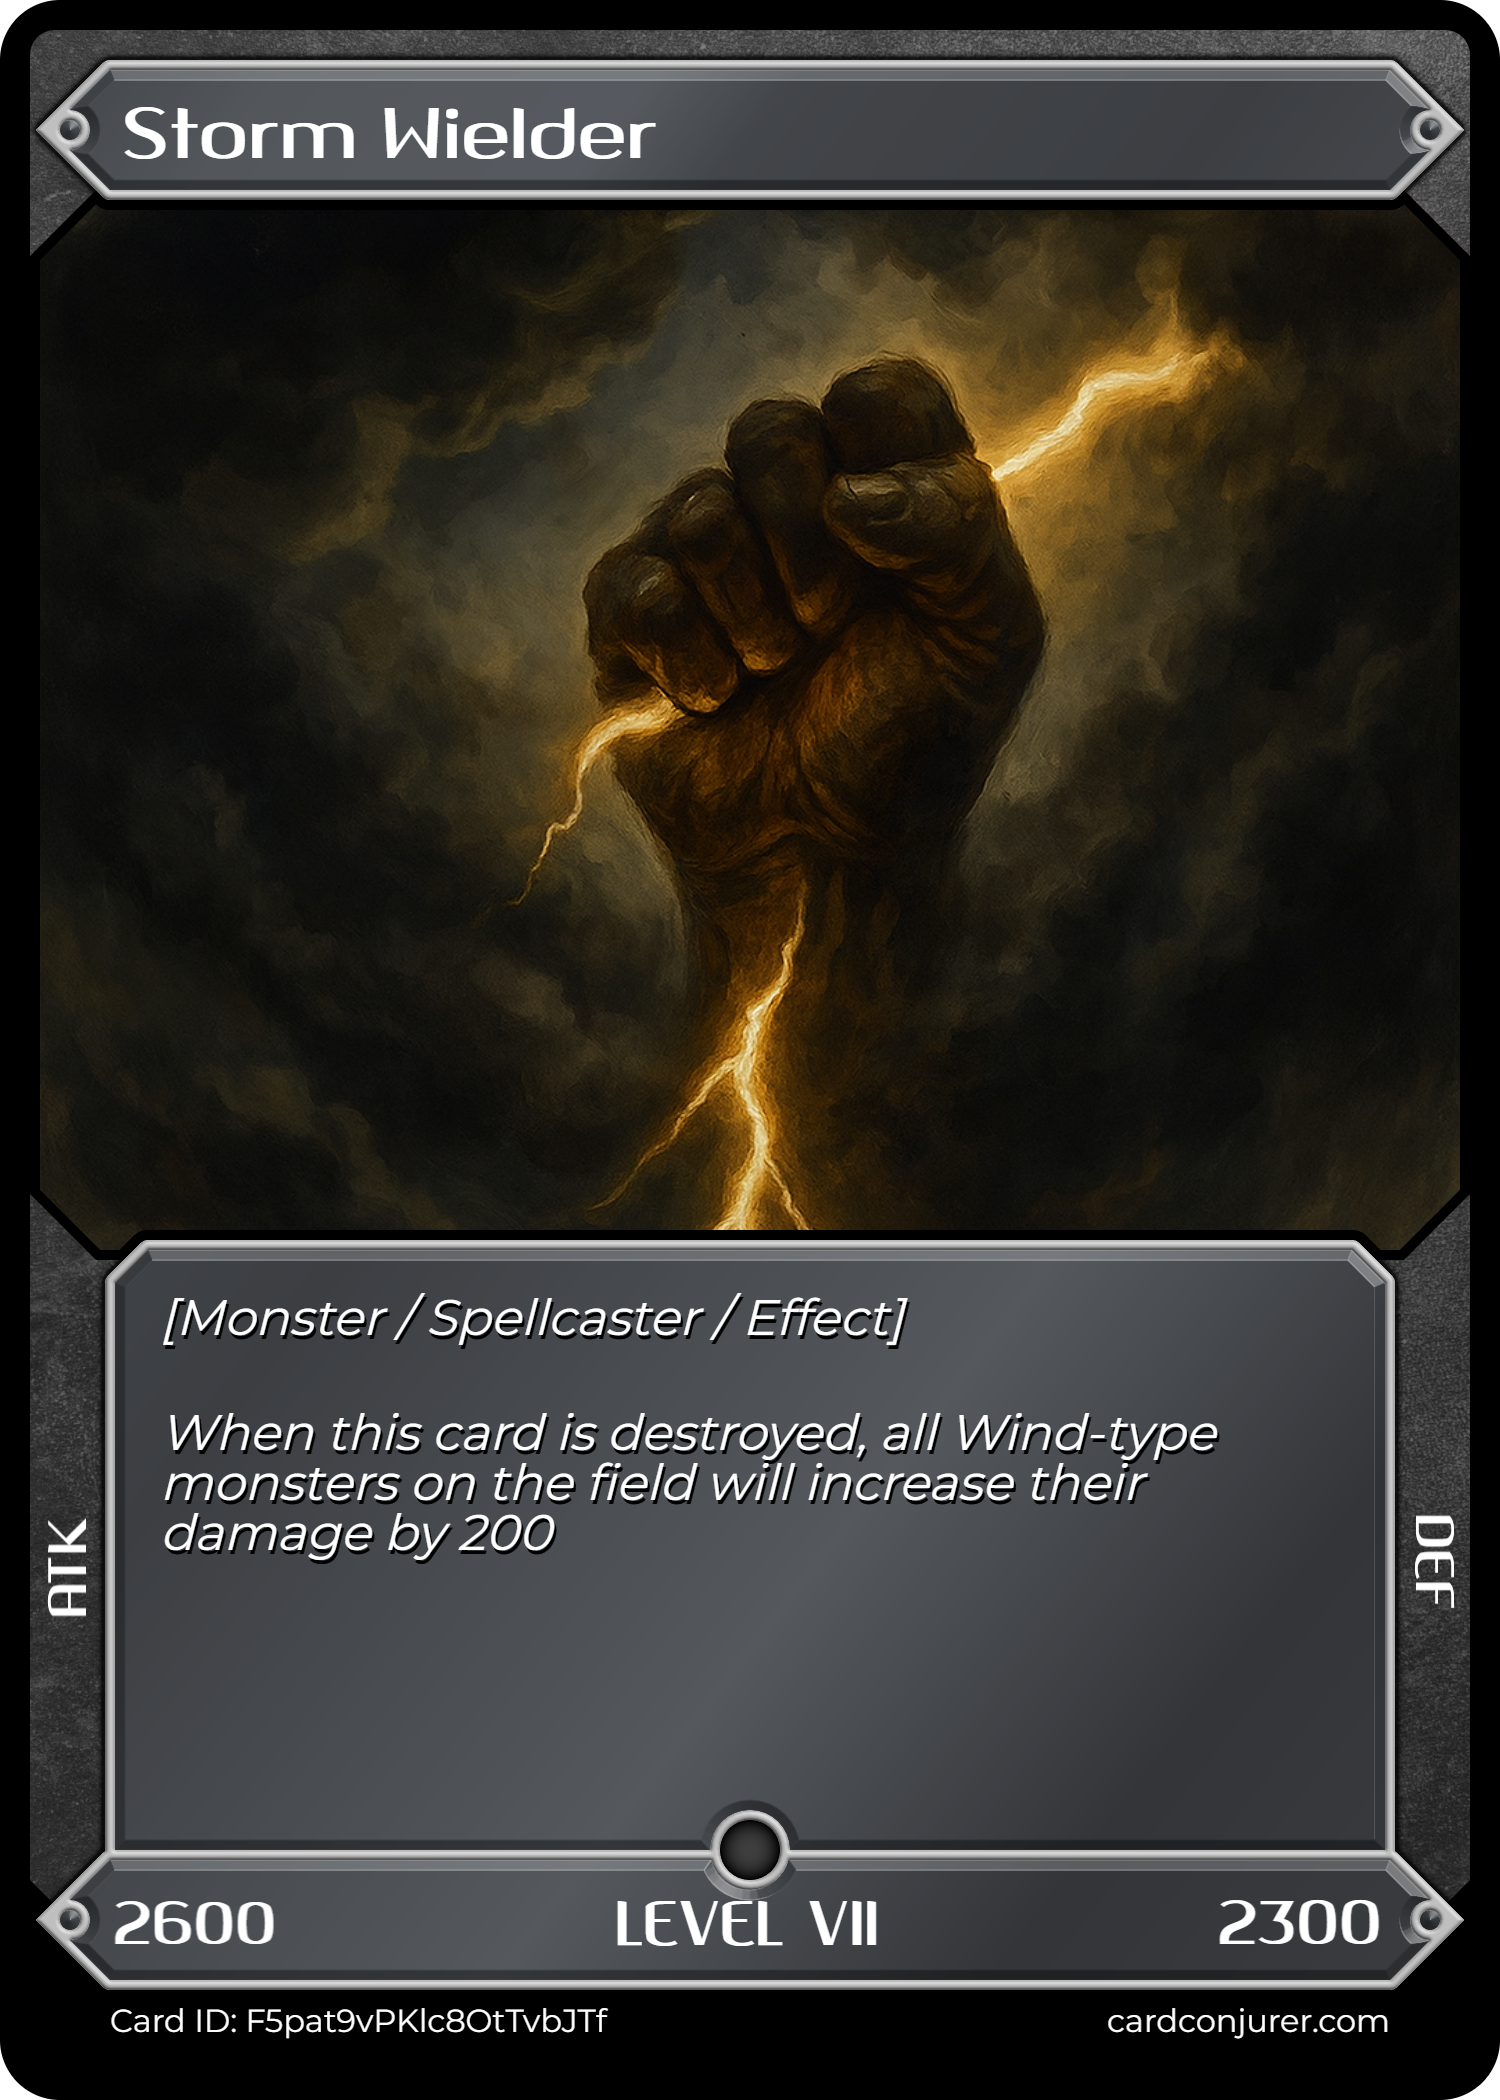 Storm Wielder
[Monster / Spellcaster / Effect]
When this card is destroyed, all Wind-type
monsters on the field will increase their
damage by 200
ATK
DEF
2600
LEVEL VII
2300
Card ID: F5pat9vPKlc8OtTvbJTf
cardconjurer.com